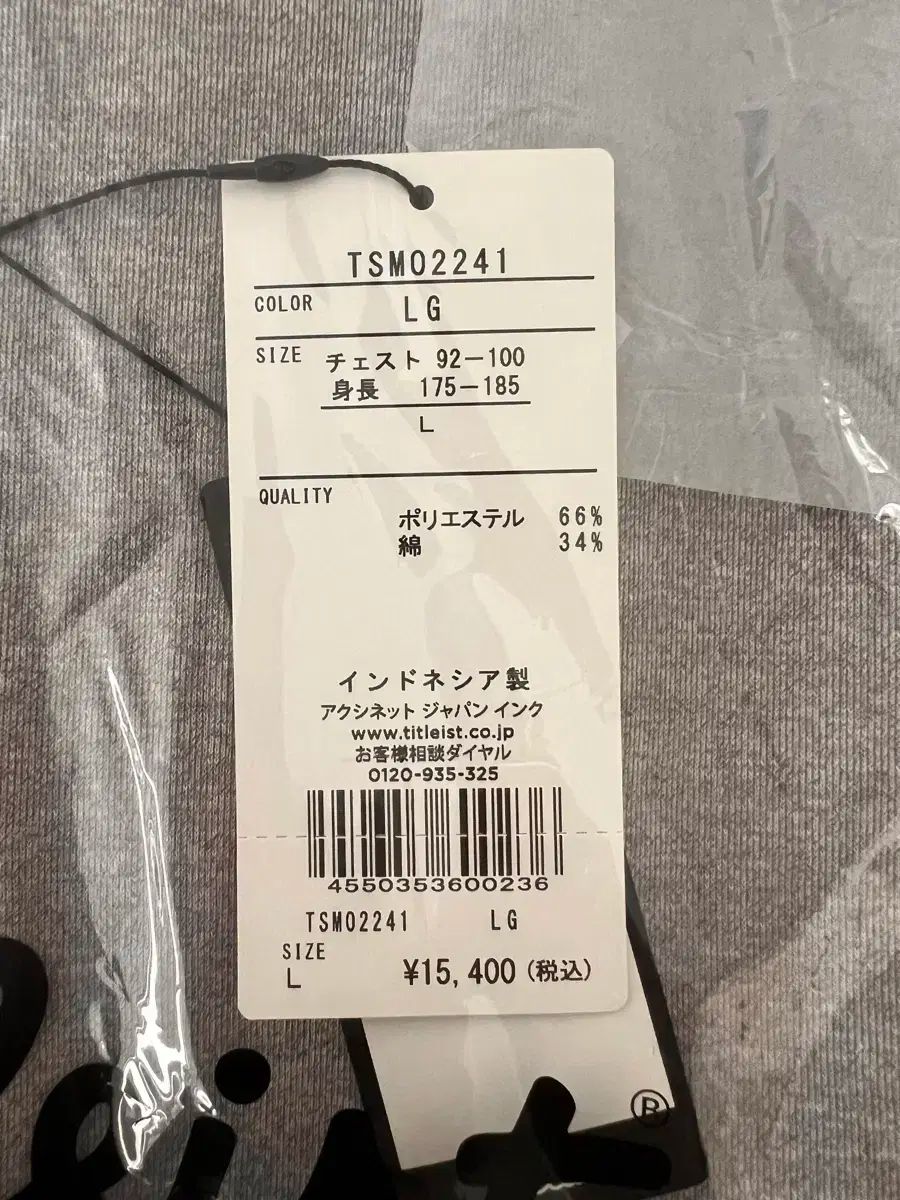 TSMO2241
COLOR LG
SIZE チェスト 92-100
身長 175-185
L
QUALITY
ポリエステル 66%
綿 34%
インドネシア製
アクシネット ジャパン インク
www.titleist.co.jp
お客様相談ダイヤル
0120-935-325
4550353600236
TSMO2241 LG
SIZE
L ¥15,400 (税込)
®